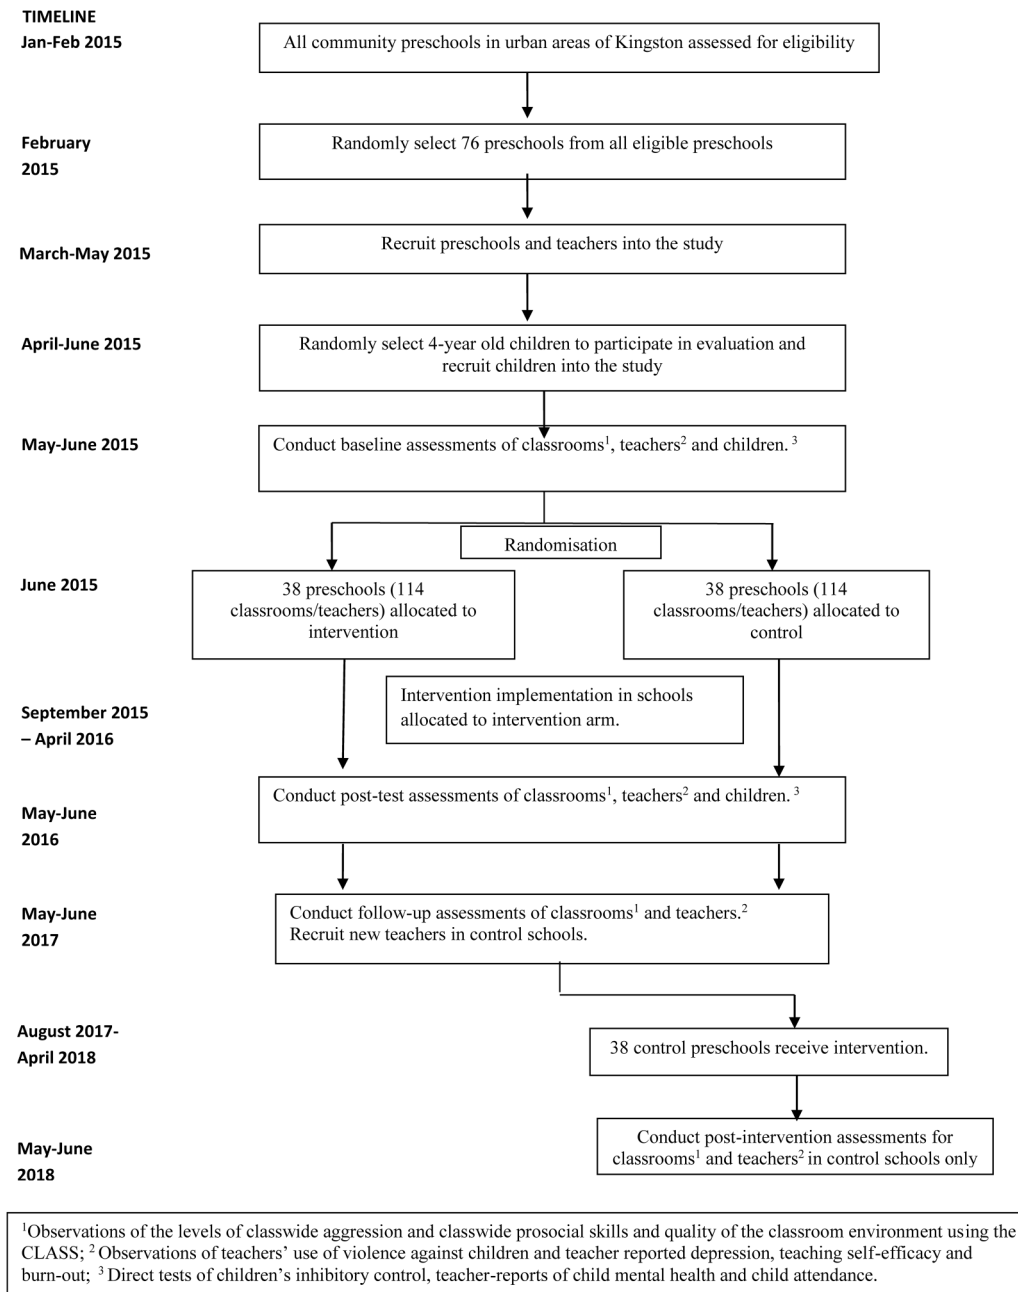 TIMELINE
Jan-Feb 2015
All community preschools in urban areas of Kingston assessed for eligibility
February
2015
Randomly select 76 preschools from all eligible preschools
March-May 2015
Recruit preschools and teachers into the study
April-June 2015
Randomly select 4-year old children to participate in evaluation and
recruit children into the study
May-June 2015
Conduct baseline assessments of classrooms¹, teachers² and children. ³
Randomisation
June 2015
38 preschools (114
classrooms/teachers) allocated to
intervention
38 preschools (114
classrooms/teachers) allocated to
control
September 2015
– April 2016
Intervention implementation in schools
allocated to intervention arm.
May-June
2016
Conduct post-test assessments of classrooms¹, teachers² and children. ³
May-June
2017
Conduct follow-up assessments of classrooms¹ and teachers.²
Recruit new teachers in control schools.
August 2017-
April 2018
38 control preschools receive intervention.
May-June
2018
Conduct post-intervention assessments for
classrooms¹ and teachers² in control schools only
¹Observations of the levels of classwide aggression and classwide prosocial skills and quality of the classroom environment using the
CLASS; ² Observations of teachers’ use of violence against children and teacher reported depression, teaching self-efficacy and
burn-out; ³ Direct tests of children’s inhibitory control, teacher-reports of child mental health and child attendance.